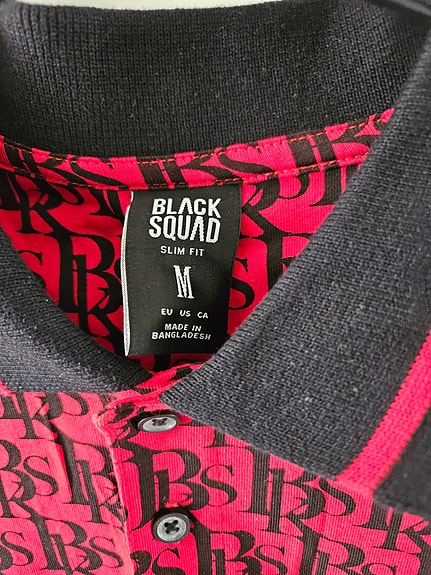 BLACK
SQUAD
SLIM FIT
M
EU US CA
MADE IN
BANGLADESH